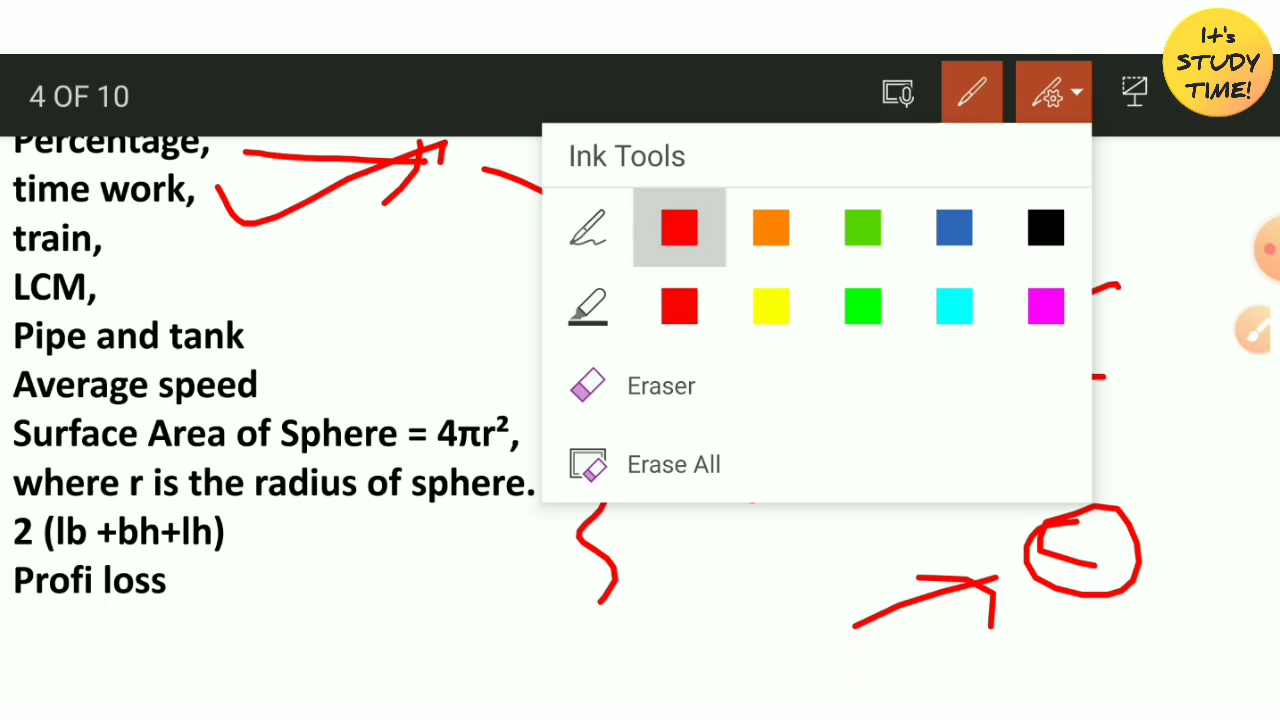 It's
STUDY
TIME!
4 OF 10
Percentage,
time work,
train,
LCM,
Pipe and tank
Average speed
Surface Area of Sphere = 4πr²,
where r is the radius of sphere.
2 (lb +bh+lh)
Profi loss
Ink Tools
Eraser
Erase All